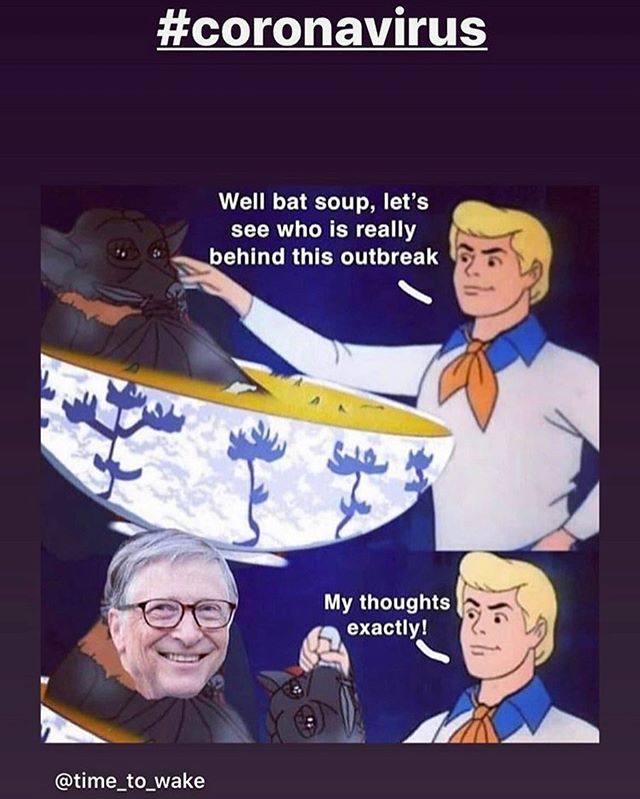 #coronavirus
Well bat soup, let's
see who is really
behind this outbreak
My thoughts
exactly!
@time_to_wake